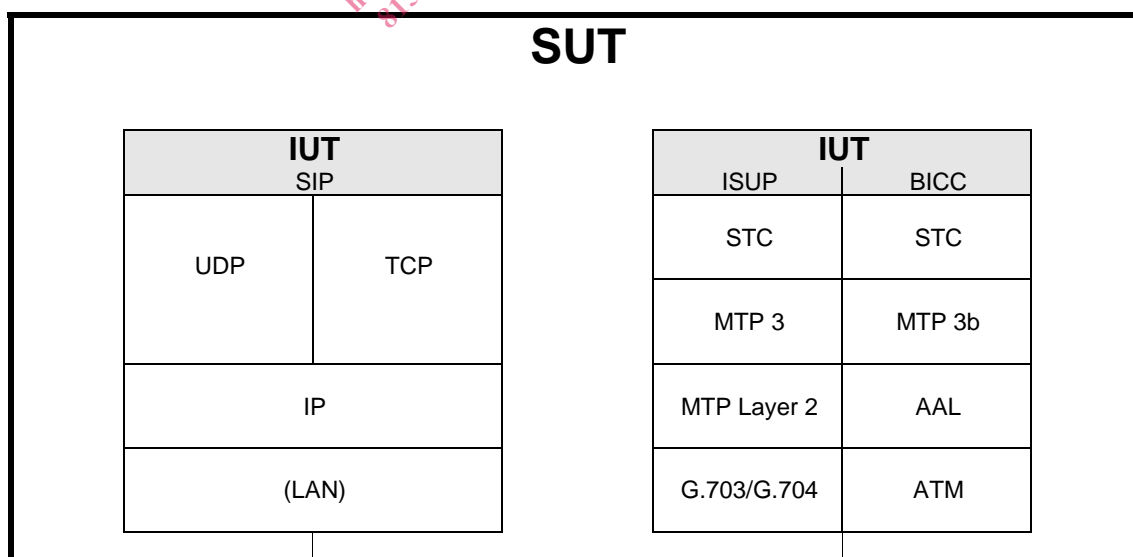 SUT
IUT
SIP
UDP TCP
IP
(LAN)
IUT
ISUP BICC
STC STC
MTP 3 MTP 3b
MTP Layer 2 AAL
G.703/G.704 ATM